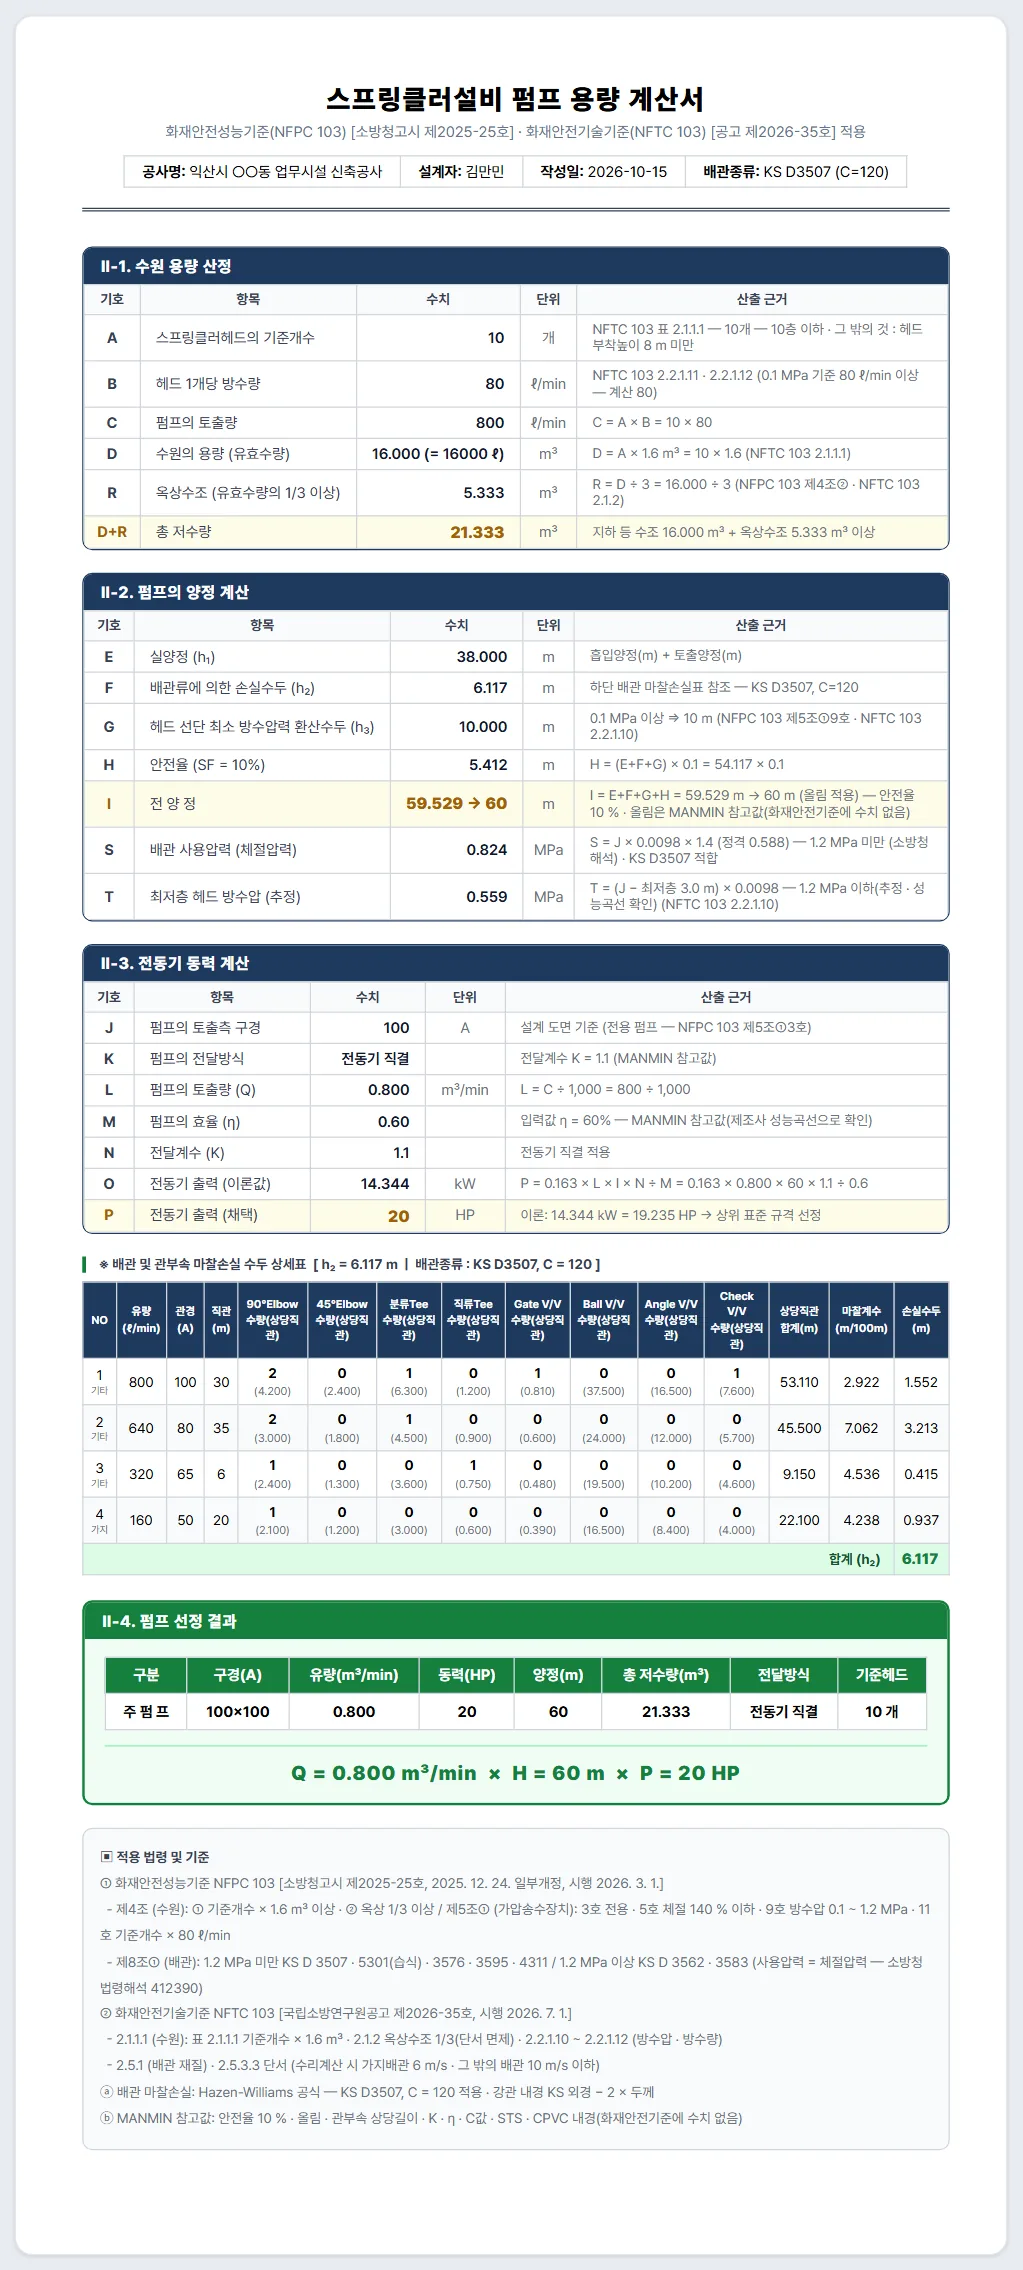 스프링클러설비 펌프 용량 계산서
화재안전성능기준(NFPC 103) [소방청고시 제2025-25호] · 화재안전기술기준(NFTC 103) [공고 제2026-35호] 적용
공사명: 익산시 〇〇동 업무시설 신축공사 설계자: 김만민 작성일: 2026-10-15 배관종류: KS D3507 (C=120)
II-1. 수원 용량 산정
기호 항목 수치 단위 산출 근거
A 스프링클러헤드의 기준개수 10 개 NFTC 103 표 2.1.1.1 — 10개 — 10층 이하 · 그 밖의 것 : 헤드
부착높이 8 m 미만
B 헤드 1개당 방수량 80 ℓ/min NFTC 103 2.2.1.11 · 2.2.1.12 (0.1 MPa 기준 80 ℓ/min 이상
— 계산 80)
C 펌프의 토출량 800 ℓ/min C = A × B = 10 × 80
D 수원의 용량 (유효수량) 16.000 (= 16000 ℓ) m³ D = A × 1.6 m³ = 10 × 1.6 (NFTC 103 2.1.1.1)
R 옥상수조 (유효수량의 1/3 이상) 5.333 m³ R = D ÷ 3 = 16.000 ÷ 3 (NFPC 103 제4조② · NFTC 103
2.1.2)
D+R 총 저수량 21.333 m³ 지하 등 수조 16.000 m³ + 옥상수조 5.333 m³ 이상
II-2. 펌프의 양정 계산
기호 항목 수치 단위 산출 근거
E 실양정 (h₁) 38.000 m 흡입양정(m) + 토출양정(m)
F 배관류에 의한 손실수두 (h₂) 6.117 m 하단 배관 마찰손실표 참조 — KS D3507, C=120
G 헤드 선단 최소 방수압력 환산수두 (h₃) 10.000 m 0.1 MPa 이상 ⇒ 10 m (NFPC 103 제5조①9호 · NFTC 103
2.2.1.10)
H 안전율 (SF = 10%) 5.412 m H = (E+F+G) × 0.1 = 54.117 × 0.1
I 전 양 정 59.529 → 60 m I = E+F+G+H = 59.529 m → 60 m (올림 적용) — 안전율
10 % · 올림은 MANMIN 참고값(화재안전기준에 수치 없음)
S 배관 사용압력 (체절압력) 0.824 MPa S = J × 0.0098 × 1.4 (정격 0.588) — 1.2 MPa 미만 (소방청
해석) · KS D3507 적합
T 최저층 헤드 방수압 (추정) 0.559 MPa T = (J − 최저층 3.0 m) × 0.0098 — 1.2 MPa 이하(추정 · 성
능곡선 확인) (NFTC 103 2.2.1.10)
II-3. 전동기 동력 계산
기호 항목 수치 단위 산출 근거
J 펌프의 토출측 구경 100 A 설계 도면 기준 (전용 펌프 — NFPC 103 제5조①3호)
K 펌프의 전달방식 전동기 직결 전달계수 K = 1.1 (MANMIN 참고값)
L 펌프의 토출량 (Q) 0.800 m³/min L = C ÷ 1,000 = 800 ÷ 1,000
M 펌프의 효율 (η) 0.60 입력값 η = 60% — MANMIN 참고값(제조사 성능곡선으로 확인)
N 전달계수 (K) 1.1 전동기 직결 적용
O 전동기 출력 (이론값) 14.344 kW P = 0.163 × L × I × N ÷ M = 0.163 × 0.800 × 60 × 1.1 ÷ 0.6
P 전동기 출력 (채택) 20 HP 이론: 14.344 kW = 19.235 HP → 상위 표준 규격 선정
※ 배관 및 관부속 마찰손실 수두 상세표 [ h₂ = 6.117 m | 배관종류 : KS D3507, C = 120 ]
NO 유량 (ℓ/min) 관경 (A) 직관 (m) 90°Elbow 수량(상당직관) 45°Elbow 수량(상당직관) 분류Tee 수량(상당직관) 직류Tee 수량(상당직관) Gate V/V 수량(상당직관) Ball V/V 수량(상당직관) Angle V/V 수량(상당직관) Check V/V 수량(상당직관) 상당직관 합계(m) 마찰계수 (m/100m) 손실수두 (m)
1 기타 800 100 30 2 (4.200) 0 (2.400) 1 (6.300) 0 (1.200) 1 (0.810) 0 (37.500) 0 (16.500) 1 (7.600) 53.110 2.922 1.552
2 기타 640 80 35 2 (3.000) 0 (1.800) 1 (4.500) 0 (0.900) 0 (0.600) 0 (24.000) 0 (12.000) 0 (5.700) 45.500 7.062 3.213
3 기타 320 65 6 1 (2.400) 0 (1.300) 0 (3.600) 1 (0.750) 0 (0.480) 0 (19.500) 0 (10.200) 0 (4.600) 9.150 4.536 0.415
4 가지 160 50 20 1 (2.100) 0 (1.200) 0 (3.000) 0 (0.600) 0 (0.390) 0 (16.500) 0 (8.400) 0 (4.000) 22.100 4.238 0.937
합계 (h₂) 6.117
II-4. 펌프 선정 결과
구분 구경(A) 유량(m³/min) 동력(HP) 양정(m) 총 저수량(m³) 전달방식 기준헤드
주 펌 프 100×100 0.800 20 60 21.333 전동기 직결 10 개
Q = 0.800 m³/min × H = 60 m × P = 20 HP
▣ 적용 법령 및 기준
① 화재안전성능기준 NFPC 103 [소방청고시 제2025-25호, 2025. 12. 24. 일부개정, 시행 2026. 3. 1.]
- 제4조 (수원): ① 기준개수 × 1.6 m³ 이상 · ② 옥상 1/3 이상 / 제5조① (가압송수장치): 3호 전용 · 5호 체절 140 % 이하 · 9호 방수압 0.1 ~ 1.2 MPa · 11
호 기준개수 × 80 ℓ/min
- 제8조① (배관): 1.2 MPa 미만 KS D 3507 · 5301(습식) · 3576 · 3595 · 4311 / 1.2 MPa 이상 KS D 3562 · 3583 (사용압력 = 체절압력 — 소방청
법령해석 412390)
② 화재안전기술기준 NFTC 103 [국립소방연구원공고 제2026-35호, 시행 2026. 7. 1.]
- 2.1.1.1 (수원): 표 2.1.1.1 기준개수 × 1.6 m³ · 2.1.2 옥상수조 1/3(단서 면제) · 2.2.1.10 ~ 2.2.1.12 (방수압 · 방수량)
- 2.5.1 (배관 재질) · 2.5.3.3 단서 (수리계산 시 가지배관 6 m/s · 그 밖의 배관 10 m/s 이하)
ⓐ 배관 마찰손실: Hazen-Williams 공식 — KS D3507, C = 120 적용 · 강관 내경 KS 외경 − 2 × 두께
ⓑ MANMIN 참고값: 안전율 10 % · 올림 · 관부속 상당길이 · K · η · C값 · STS · CPVC 내경(화재안전기준에 수치 없음)